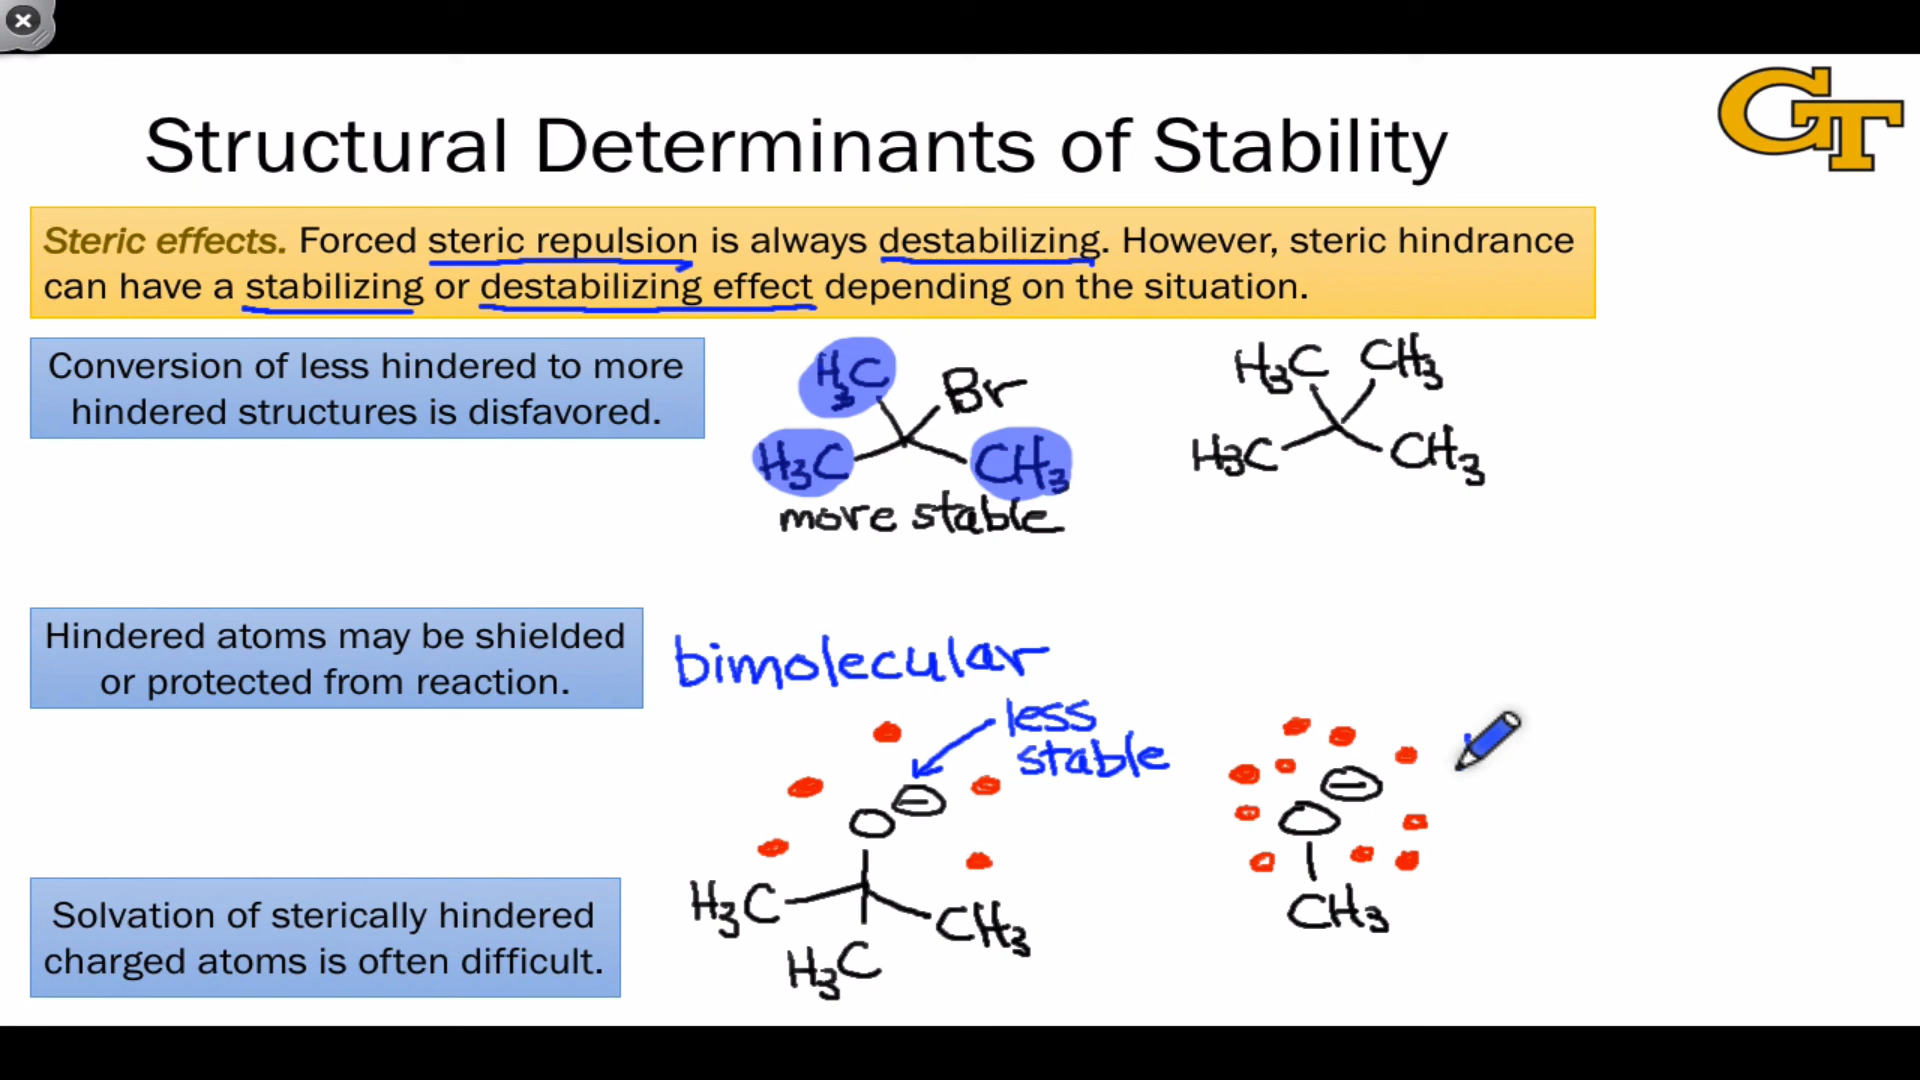 GT
Structural Determinants of Stability
Steric effects. Forced steric repulsion is always destabilizing. However, steric hindrance
can have a stabilizing or destabilizing effect depending on the situation.
Conversion of less hindered to more
hindered structures is disfavored.
H3C Br
H3C CH3
more stable
H3C CH3
H3C CH3
Hindered atoms may be shielded
or protected from reaction.
bimolecular
less
stable
O −
H3C CH3
H3C
O −
CH3
Solvation of sterically hindered
charged atoms is often difficult.